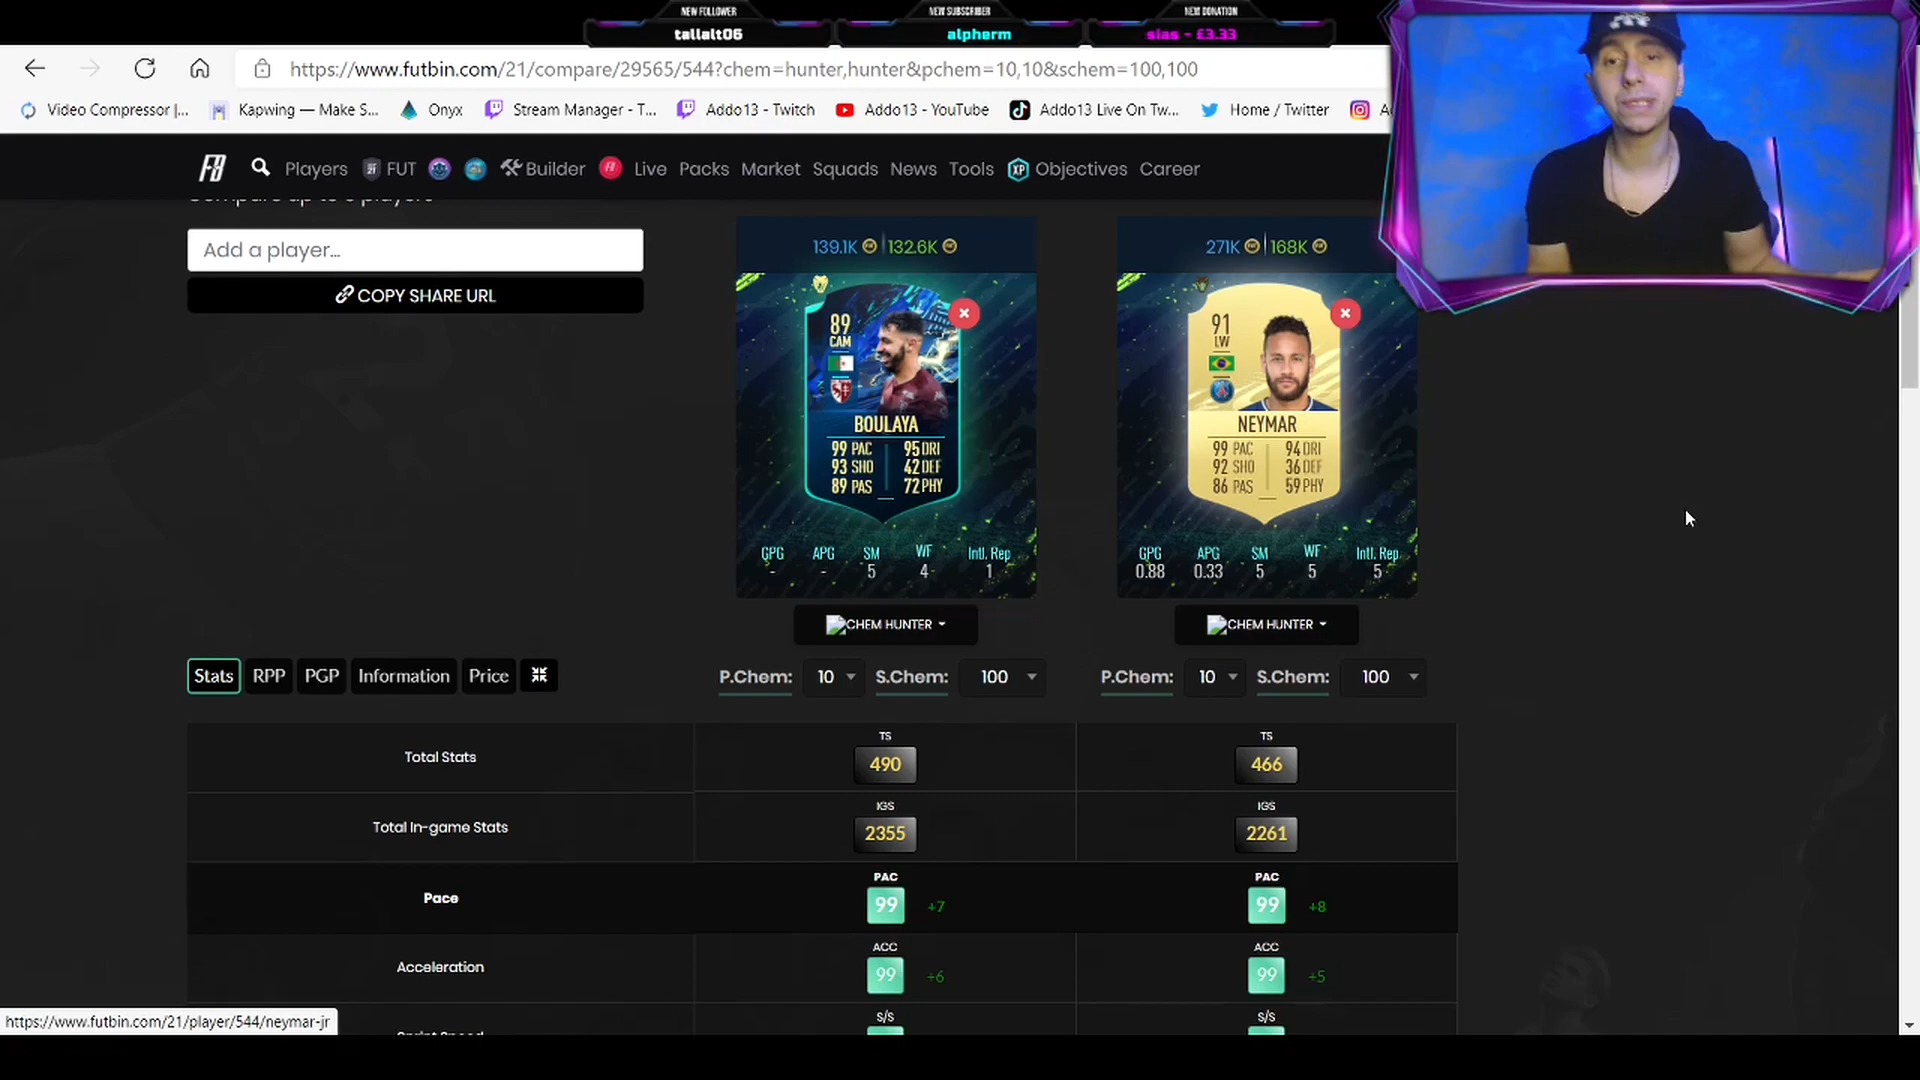 NEW FOLLOWER NEW SUBSCRIBER NEW DONATION
tallalt06 alpherm sias - £3.33
https://www.futbin.com/21/compare/29565/544?chem=hunter,hunter&pchem=10,10&schem=100,100
Video Compressor |... Kapwing — Make S... Onyx Stream Manager - T... Addo13 - Twitch Addo13 - YouTube Addo13 Live On Tw... Home / Twitter
Players FUT Builder Live Packs Market Squads News Tools XP Objectives Career
Add a player...
COPY SHARE URL
139.1K 132.6K
271K 168K
89
CAM
BOULAYA
99 PAC 95 DRI
93 SHO 42 DEF
89 PAS 72 PHY
GPG APG SM WF Intl. Rep
- - 5 4 1
91
LW
NEYMAR
99 PAC 94 DRI
92 SHO 36 DEF
86 PAS 59 PHY
GPG APG SM WF Intl. Rep
0.88 0.33 5 5 5
CHEM HUNTER CHEM HUNTER
Stats RPP PGP Information Price
P.Chem: 10 S.Chem: 100 P.Chem: 10 S.Chem: 100
TS TS
Total Stats 490 466
IGS IGS
Total In-game Stats 2355 2261
PAC PAC
Pace 99 +7 99 +8
ACC ACC
Acceleration 99 +6 99 +5
S/S S/S
https://www.futbin.com/21/player/544/neymar-jr